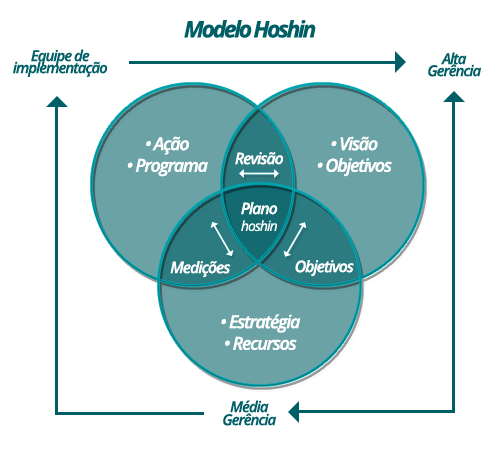 Modelo Hoshin
Equipe de
implementação
Alta
Gerência
• Ação
• Programa
Revisão
• Visão
• Objetivos
Plano
hoshin
Medições
Objetivos
• Estratégia
• Recursos
Média
Gerência